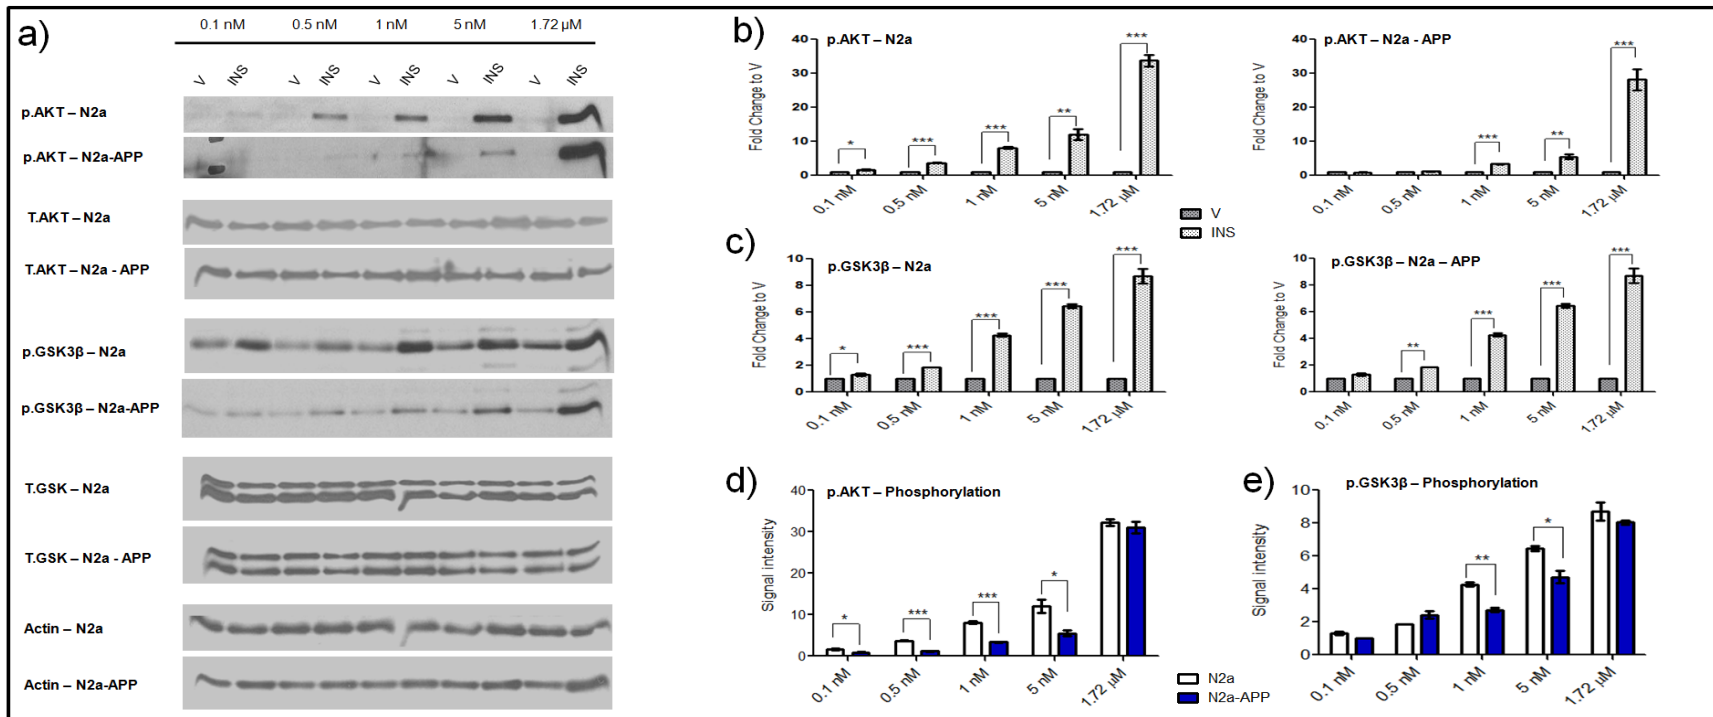 a)
0.1 nM 0.5 nM 1 nM 5 nM 1.72 µM
V INS V INS V INS V INS V INS
p.AKT – N2a
p.AKT – N2a-APP
T.AKT – N2a
T.AKT – N2a - APP
p.GSK3β – N2a
p.GSK3β – N2a-APP
T.GSK – N2a
T.GSK – N2a - APP
Actin – N2a
Actin – N2a-APP
b)
p.AKT – N2a
Fold Change to V
40
30
20
10
0
* *** *** ** ***
0.1 nM 0.5 nM 1 nM 5 nM 1.72 µM
p.AKT – N2a - APP
Fold Change to V
40
30
20
10
0
*** ** ***
0.1 nM 0.5 nM 1 nM 5 nM 1.72 µM
V
INS
c)
p.GSK3β – N2a
Fold Change to V
10
8
6
4
2
0
* *** *** *** ***
0.1 nM 0.5 nM 1 nM 5 nM 1.72 µM
p.GSK3β – N2a – APP
Fold Change to V
10
8
6
4
2
0
** *** *** ***
0.1 nM 0.5 nM 1 nM 5 nM 1.72 µM
d)
p.AKT – Phosphorylation
Signal intensity
40
30
20
10
0
* *** *** *
0.1 nM 0.5 nM 1 nM 5 nM 1.72 µM
N2a
N2a-APP
e)
p.GSK3β – Phosphorylation
Signal intensity
10
8
6
4
2
0
** *
0.1 nM 0.5 nM 1 nM 5 nM 1.72 µM